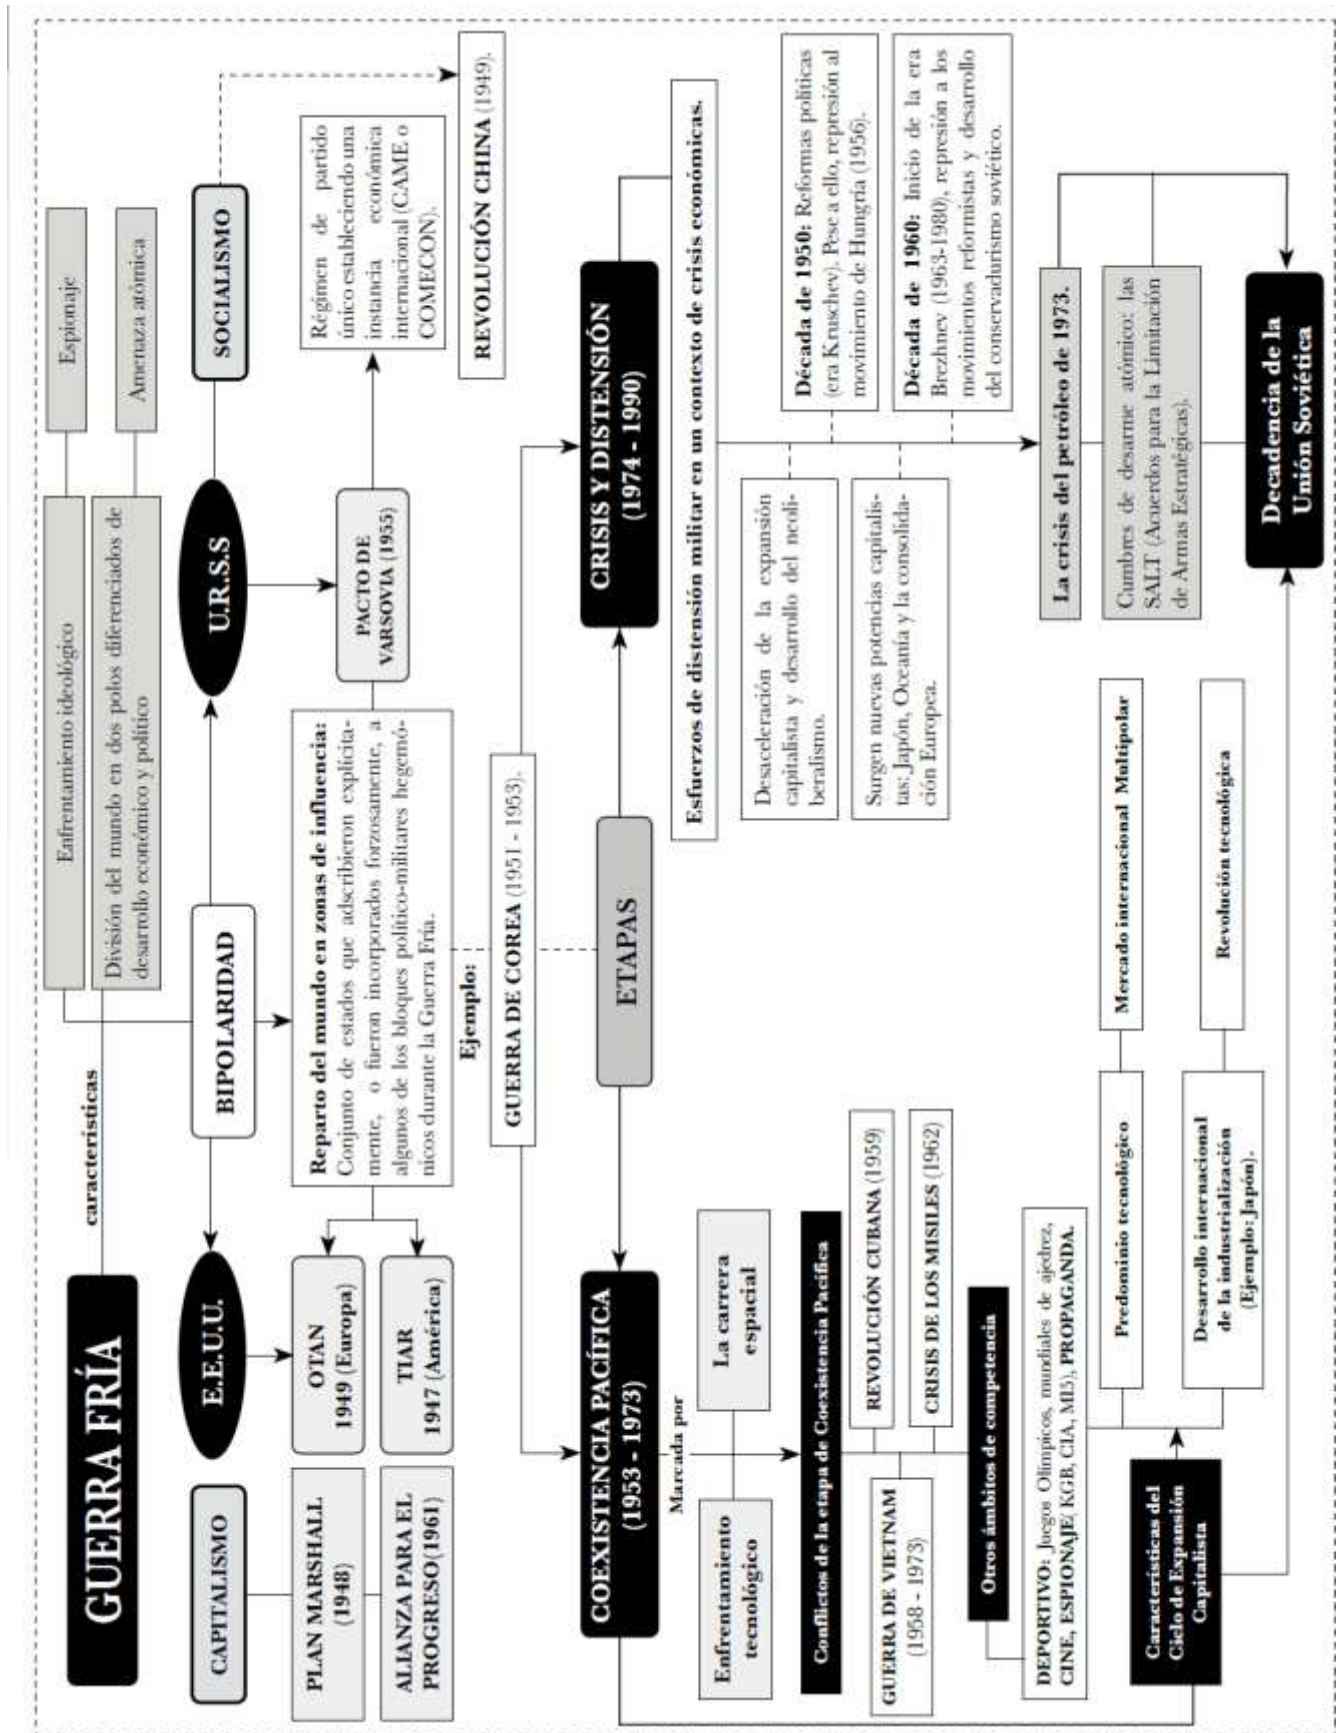 GUERRA FRÍA
características
Enfrentamiento ideológico
Espionaje
División del mundo en dos polos diferenciados de
desarrollo económico y político
Amenaza atómica
CAPITALISMO
E.E.U.U.
BIPOLARIDAD
U.R.S.S
SOCIALISMO
PLAN MARSHALL
(1948)
ALIANZA PARA EL
PROGRESO(1961)
OTAN
1949 (Europa)
TIAR
1947 (América)
Reparto del mundo en zonas de influencia:
Conjunto de estados que adscribieron explícita-
mente, o fueron incorporados forzosamente, a
algunos de los bloques político-militares hegemó-
nicos durante la Guerra Fría.
PACTO DE
VARSOVIA (1955)
Régimen de partido
único estableciendo una
instancia económica
internacional (CAME o
COMECON).
Ejemplo:
GUERRA DE COREA (1951 - 1953).
REVOLUCIÓN CHINA (1949).
ETAPAS
COEXISTENCIA PACÍFICA
(1953 - 1973)
CRISIS Y DISTENSIÓN
(1974 - 1990)
Marcada por
Enfrentamiento
tecnológico
La carrera
espacial
Conflictos de la etapa de Coexistencia Pacífica
REVOLUCIÓN CUBANA (1959)
GUERRA DE VIETNAM
(1958 - 1973)
CRISIS DE LOS MISILES (1962)
Otros ámbitos de competencia
DEPORTIVO: Juegos Olímpicos, mundiales de ajedrez,
CINE, ESPIONAJE( KGB, CIA, MI5), PROPAGANDA.
Características del
Ciclo de Expansión
Capitalista
Predominio tecnológico
Mercado internacional Multipolar
Desarrollo internacional
de la industrialización
(Ejemplo: Japón).
Revolución tecnológica
Esfuerzos de distensión militar en un contexto de crisis económicas.
Desaceleración de la expansión
capitalista y desarrollo del neoli-
beralismo.
Década de 1950: Reformas políticas
(era Kruschev). Pese a ello, represión al
movimiento de Hungría (1956).
Surgen nuevas potencias capitalis-
tas: Japón, Oceanía y la consolida-
ción Europea.
Década de 1960: Inicio de la era
Brezhnev (1963-1980), represión a los
movimientos reformistas y desarrollo
del conservadurismo soviético.
La crisis del petróleo de 1973.
Cumbres de desarme atómico: las
SALT (Acuerdos para la Limitación
de Armas Estratégicas).
Decadencia de la
Unión Soviética